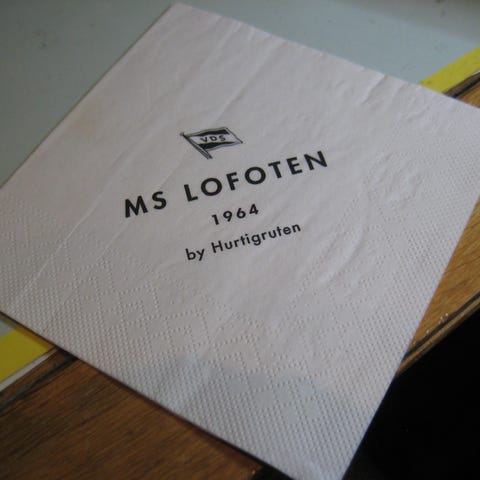 VDS
MS LOFOTEN
1964
by Hurtigruten